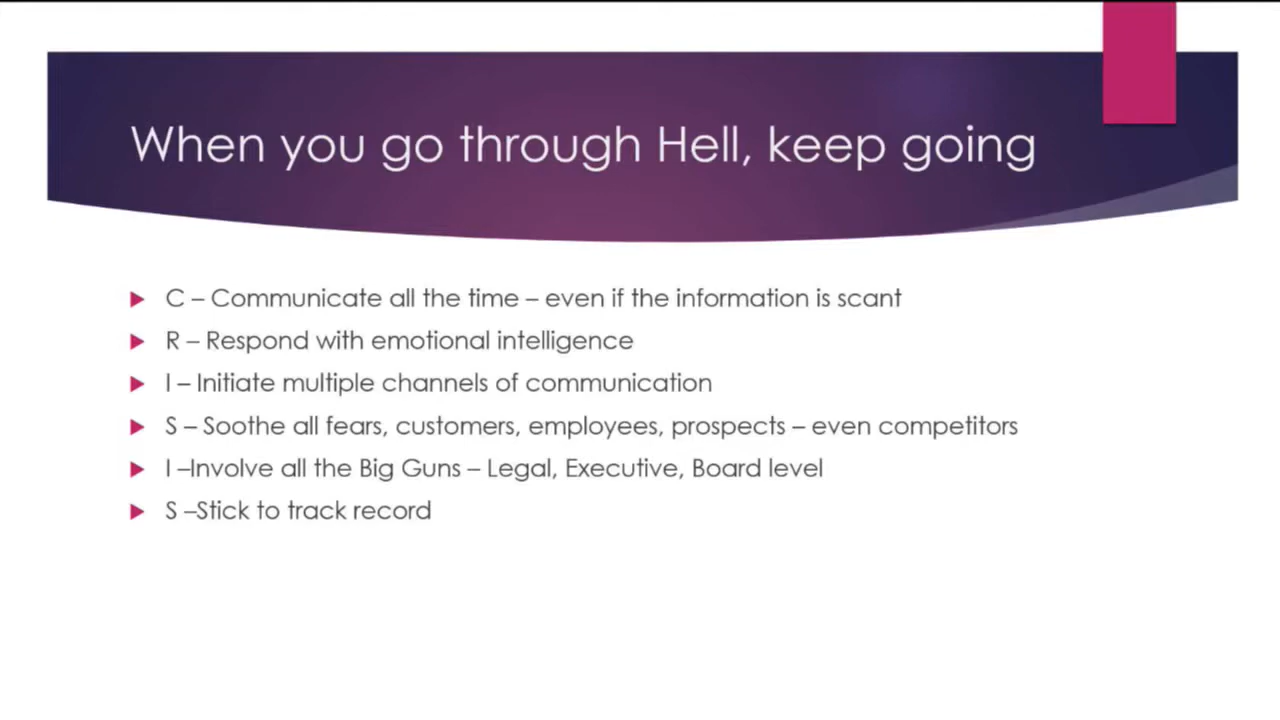 When you go through Hell, keep going
C – Communicate all the time – even if the information is scant
R – Respond with emotional intelligence
I – Initiate multiple channels of communication
S – Soothe all fears, customers, employees, prospects – even competitors
I –Involve all the Big Guns – Legal, Executive, Board level
S –Stick to track record